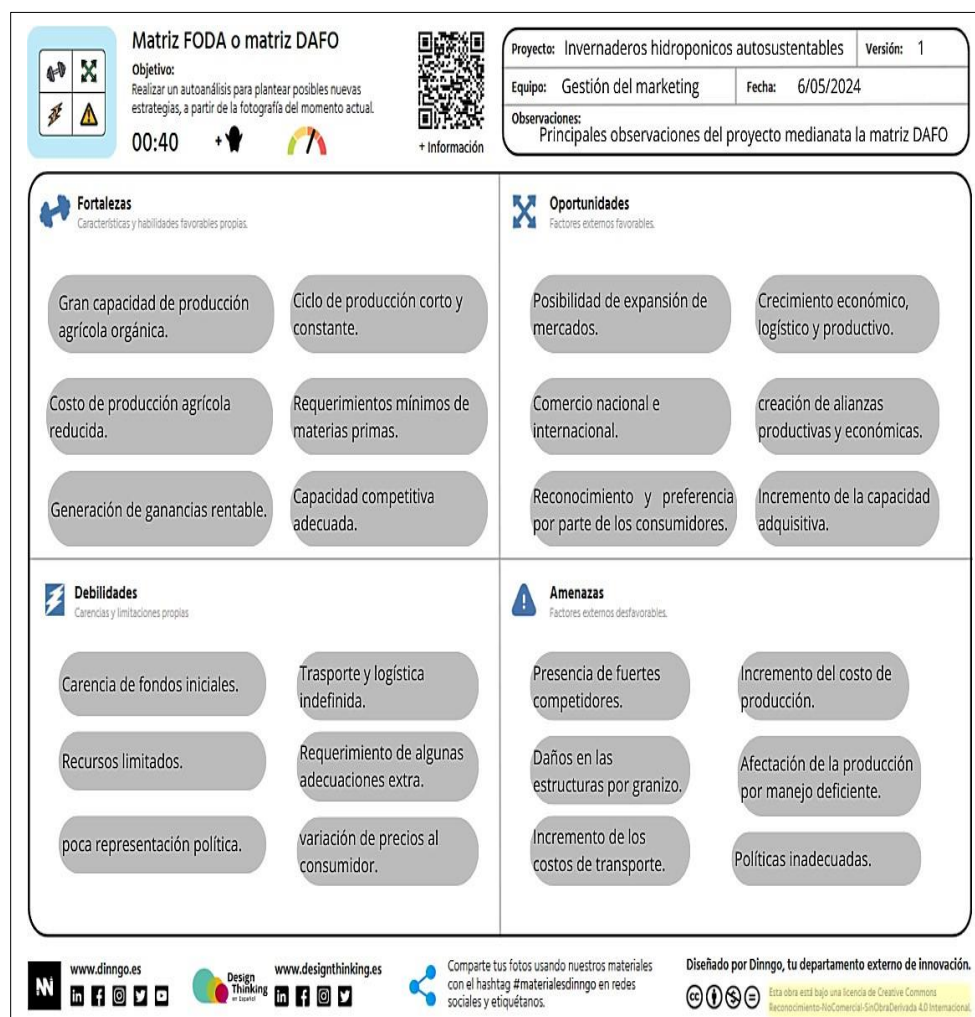 Matriz FODA o matriz DAFO
Objetivo:
Realizar un autoanálisis para plantear posibles nuevas
estrategias, a partir de la fotografía del momento actual.
00:40
+
+ Información
Proyecto: Invernaderos hidroponicos autosustentables
Versión: 1
Equipo: Gestión del marketing
Fecha: 6/05/2024
Observaciones:
Principales observaciones del proyecto medianata la matriz DAFO
Fortalezas
Características y habilidades favorables propias.
Gran capacidad de producción
agrícola orgánica.
Ciclo de producción corto y
constante.
Costo de producción agrícola
reducida.
Requerimientos mínimos de
materias primas.
Generación de ganancias rentable.
Capacidad competitiva
adecuada.
Oportunidades
Factores externos favorables.
Posibilidad de expansión de
mercados.
Crecimiento económico,
logístico y productivo.
Comercio nacional e
internacional.
creación de alianzas
productivas y económicas.
Reconocimiento y preferencia
por parte de los consumidores.
Incremento de la capacidad
adquisitiva.
Debilidades
Carencias y limitaciones propias
Carencia de fondos iniciales.
Trasporte y logística
indefinida.
Recursos limitados.
Requerimiento de algunas
adecuaciones extra.
poca representación política.
variación de precios al
consumidor.
Amenazas
Factores externos desfavorables.
Presencia de fuertes
competidores.
Incremento del costo de
producción.
Daños en las
estructuras por granizo.
Afectación de la producción
por manejo deficiente.
Incremento de los
costos de transporte.
Políticas inadecuadas.
www.dinngo.es
Design
Thinking
en Español
www.designthinking.es
Comparte tus fotos usando nuestros materiales
con el hashtag #materialesdinngo en redes
sociales y etiquétanos.
Diseñado por Dinngo, tu departamento externo de innovación.
Esta obra está bajo una licencia de Creative Commons
Reconocimiento-NoComercial-SinObraDerivada 4.0 Internacional.